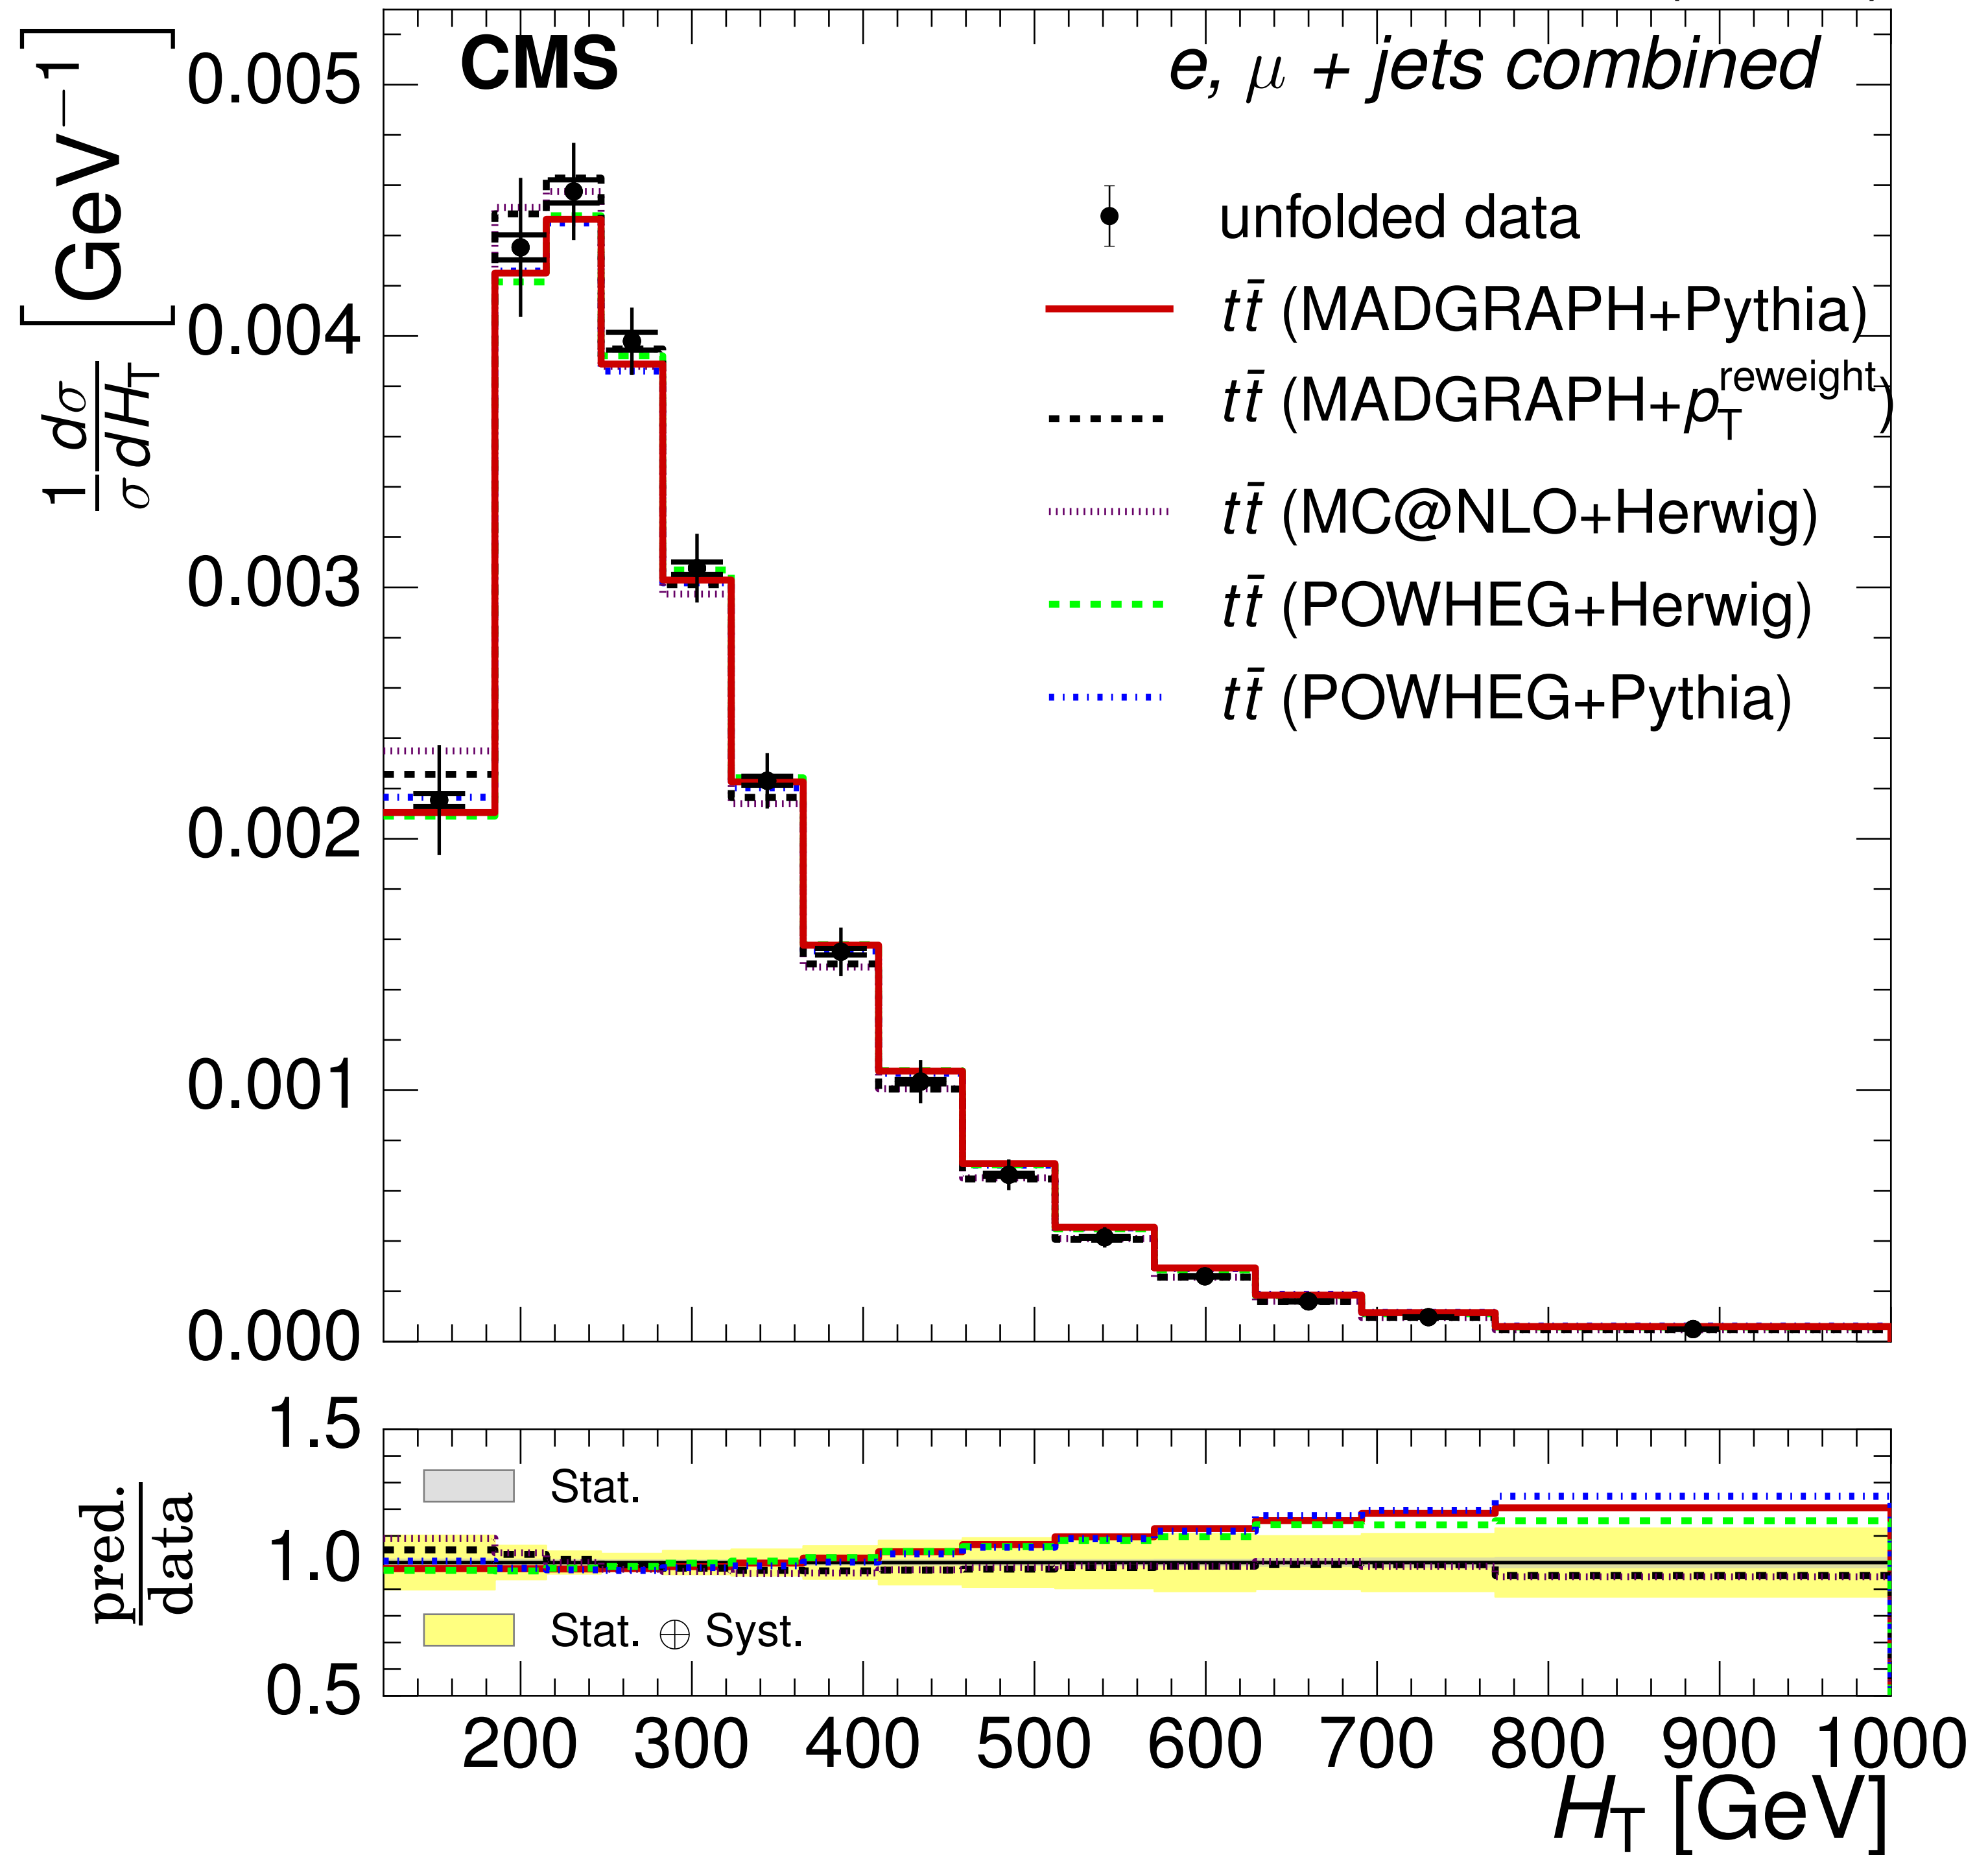 CMS
e, μ + jets combined
unfolded data
tt̄ (MADGRAPH+Pythia)
tt̄ (MADGRAPH+p_T^reweight)
tt̄ (MC@NLO+Herwig)
tt̄ (POWHEG+Herwig)
tt̄ (POWHEG+Pythia)
1/σ dσ/dH_T [GeV^−1]
0.005
0.004
0.003
0.002
0.001
0.000
pred./data
1.5
1.0
0.5
Stat.
Stat. ⊕ Syst.
200 300 400 500 600 700 800 900 1000
H_T [GeV]